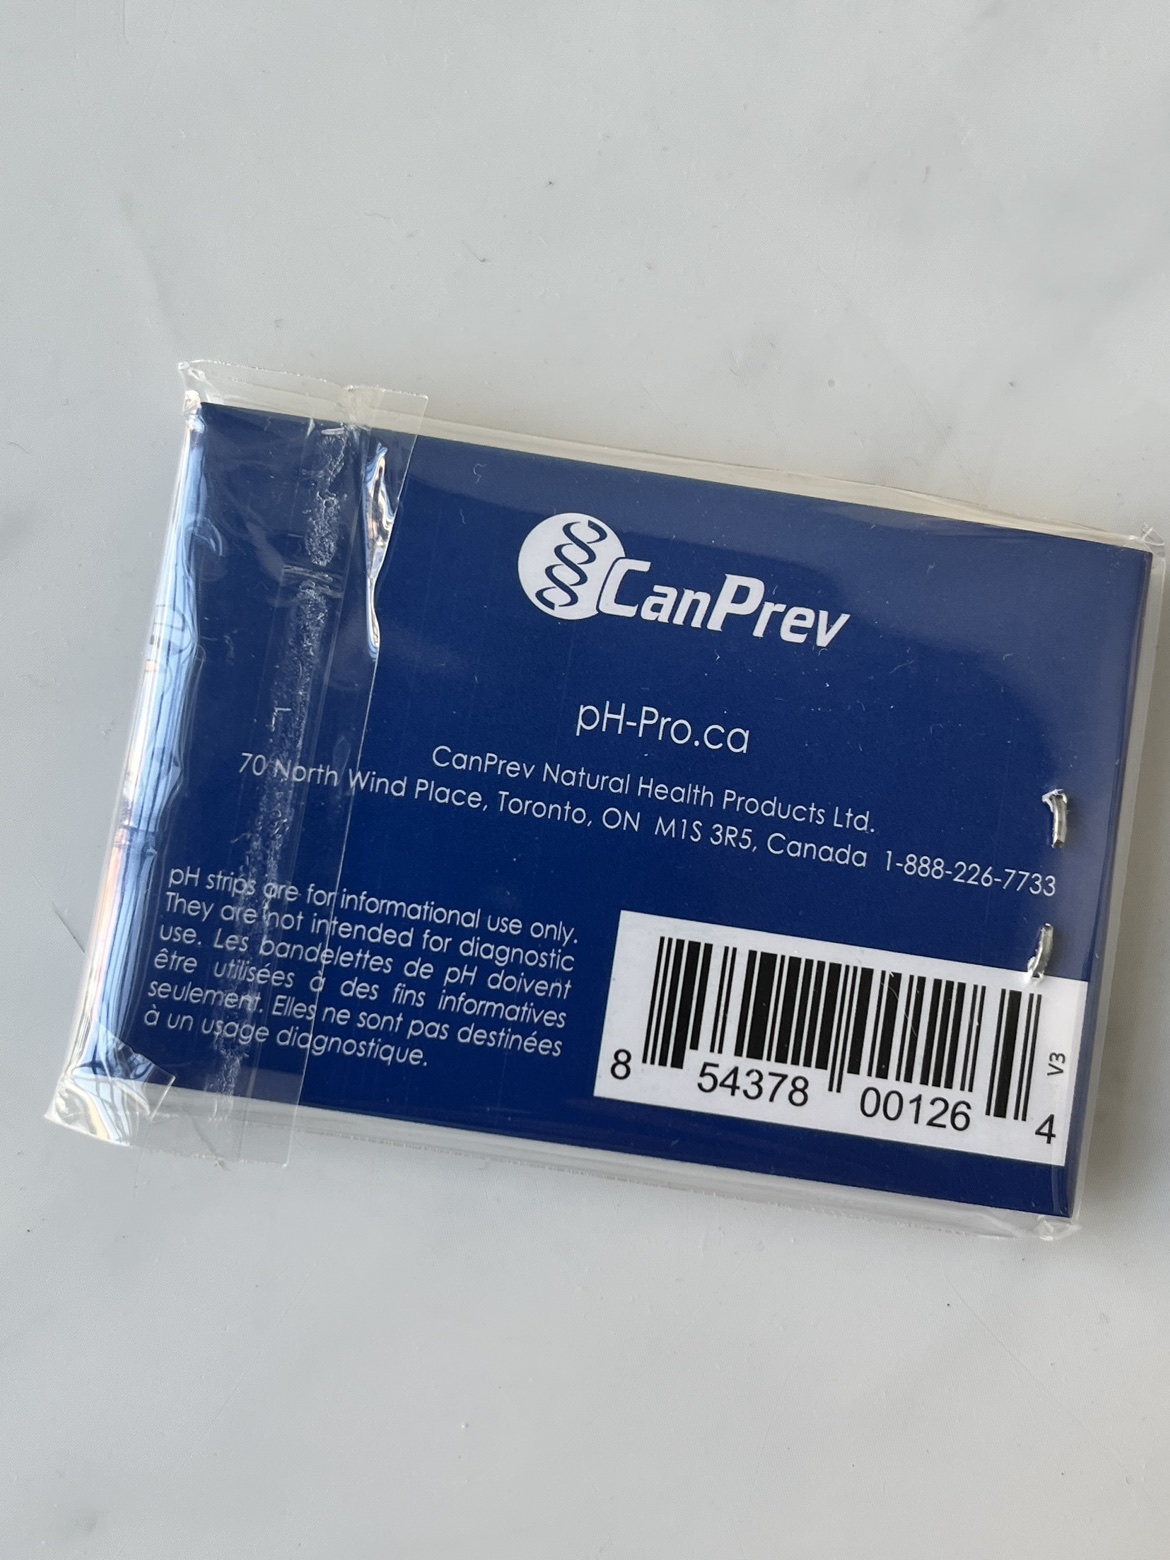 CanPrev
pH-Pro.ca
CanPrev Natural Health Products Ltd.
70 North Wind Place, Toronto, ON M1S 3R5, Canada 1-888-226-7733
pH strips are for informational use only.
They are not intended for diagnostic
use. Les bandelettes de pH doivent
être utilisées à des fins informatives
seulement. Elles ne sont pas destinées
à un usage diagnostique.
V3
8 54378 00126 4